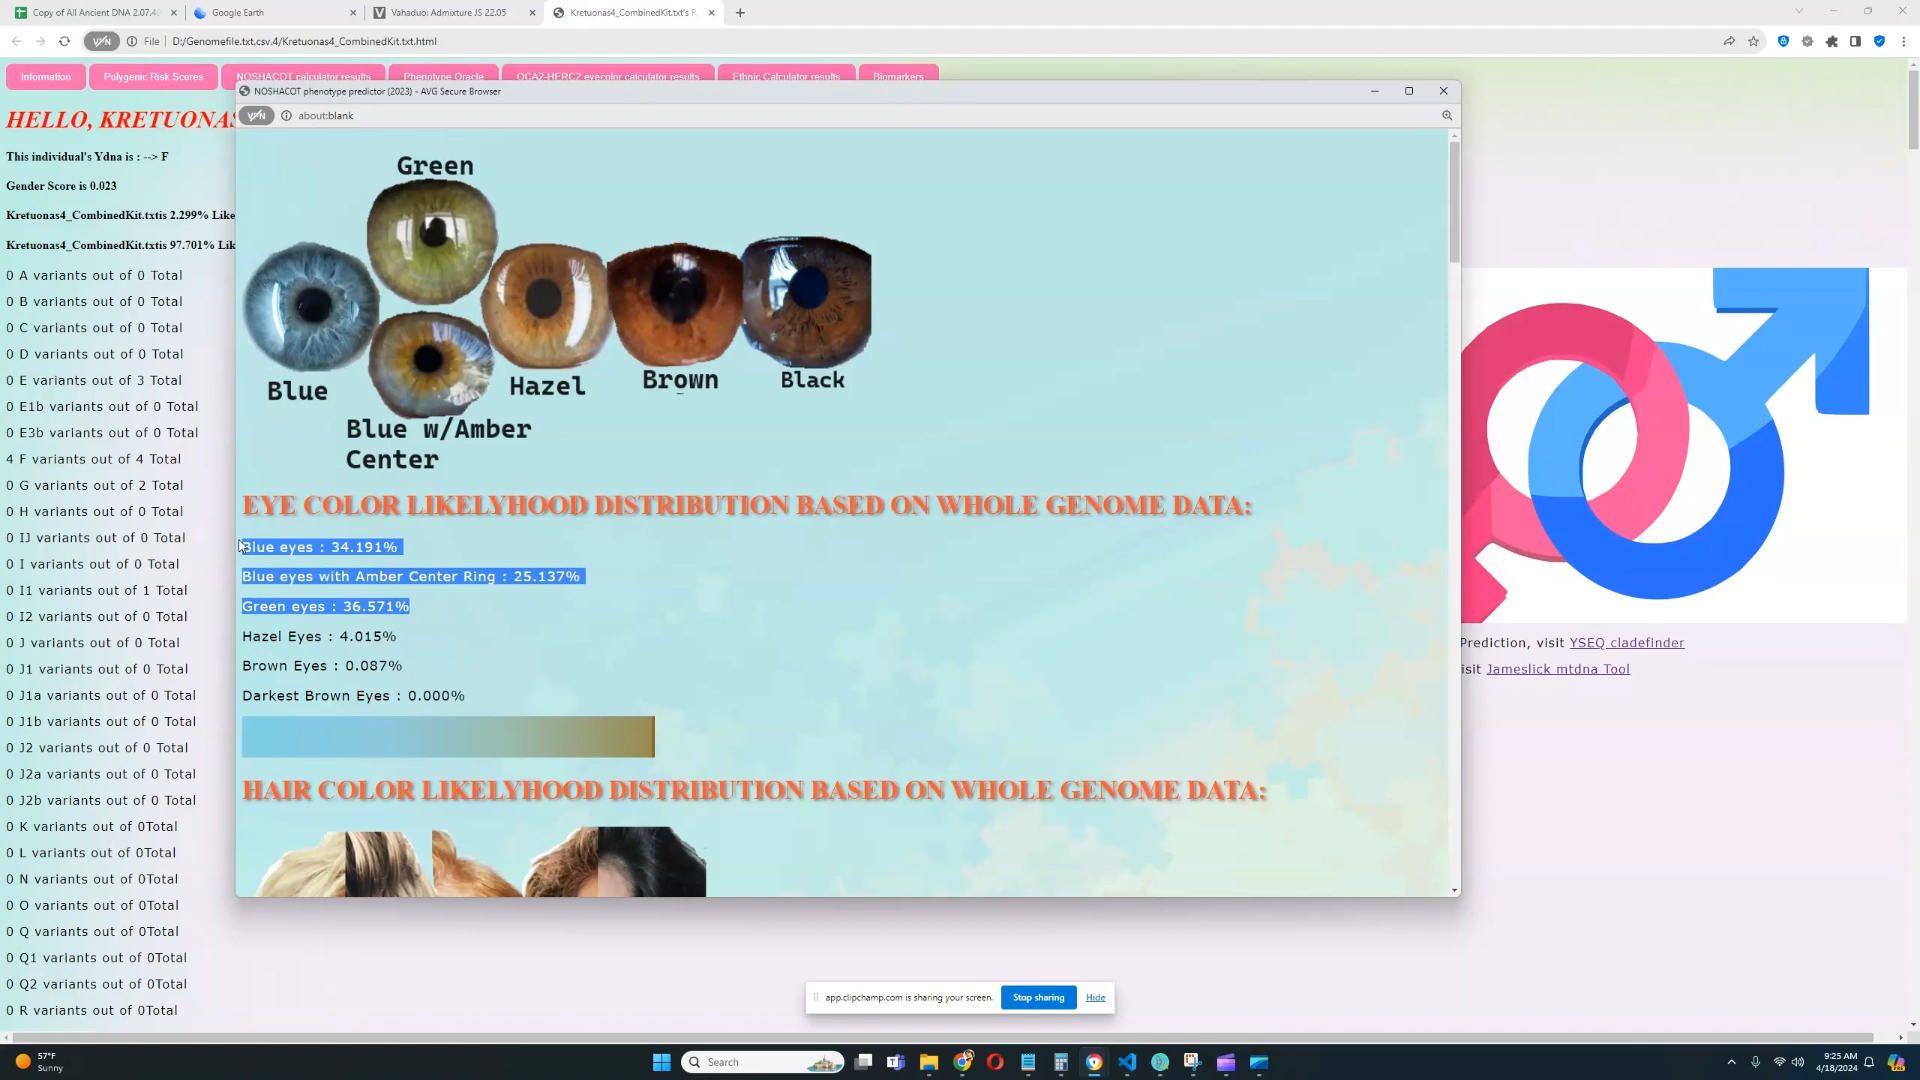 Copy of All Ancient DNA 2.07.40
Google Earth
Vahaduo: Admixture JS 22.05
Kretuonas4_CombinedKit.txt's R
File | D:/Genomefile.txt.csv.4/Kretuonas4_CombinedKit.txt.html
Information
Polygenic Risk Scores
NOSHACOT calculator results
Phenotype Oracle
OCA2-HERC2 eyecolor calculator results
Ethnic Calculator results
Biomarkers
HELLO, KRETUONAS
This individual's Ydna is : --> F
Gender Score is 0.023
Kretuonas4_CombinedKit.txtis 2.299% Like
Kretuonas4_CombinedKit.txtis 97.701% Lik
0 A variants out of 0 Total
0 B variants out of 0 Total
0 C variants out of 0 Total
0 D variants out of 0 Total
0 E variants out of 3 Total
0 E1b variants out of 0 Total
0 E3b variants out of 0 Total
4 F variants out of 4 Total
0 G variants out of 2 Total
0 H variants out of 0 Total
0 IJ variants out of 0 Total
0 I variants out of 0 Total
0 I1 variants out of 1 Total
0 I2 variants out of 0 Total
0 J variants out of 0 Total
0 J1 variants out of 0 Total
0 J1a variants out of 0 Total
0 J1b variants out of 0 Total
0 J2 variants out of 0 Total
0 J2a variants out of 0 Total
0 J2b variants out of 0 Total
0 K variants out of 0Total
0 L variants out of 0Total
0 N variants out of 0Total
0 O variants out of 0Total
0 Q variants out of 0Total
0 Q1 variants out of 0Total
0 Q2 variants out of 0Total
0 R variants out of 0Total
NOSHACOT phenotype predictor (2023) - AVG Secure Browser
about:blank
Green
Blue
Hazel
Brown
Black
Blue w/Amber
Center
EYE COLOR LIKELYHOOD DISTRIBUTION BASED ON WHOLE GENOME DATA:
Blue eyes : 34.191%
Blue eyes with Amber Center Ring : 25.137%
Green eyes : 36.571%
Hazel Eyes : 4.015%
Brown Eyes : 0.087%
Darkest Brown Eyes : 0.000%
HAIR COLOR LIKELYHOOD DISTRIBUTION BASED ON WHOLE GENOME DATA:
Prediction, visit YSEQ cladefinder
isit Jameslick mtdna Tool
app.clipchamp.com is sharing your screen.
Stop sharing
Hide
57°F
Sunny
Search
9:25 AM
4/18/2024